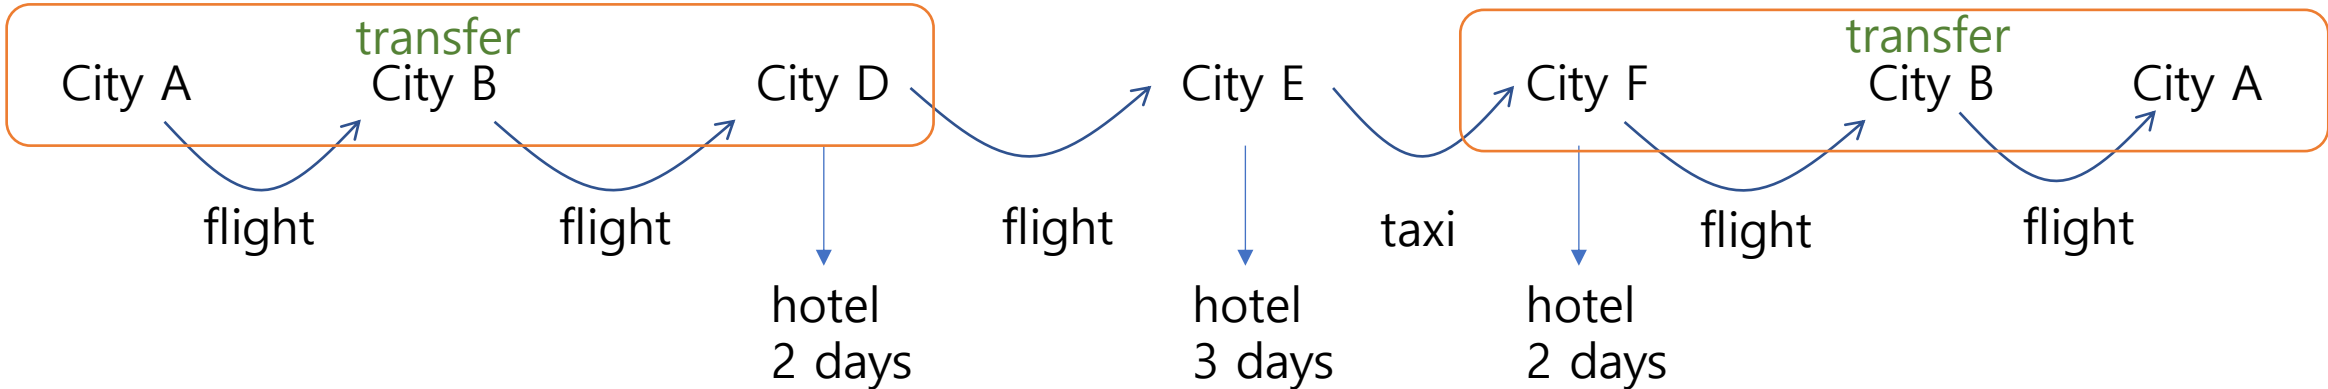 transfer
transfer
City A
City B
City D
City E
City F
City B
City A
flight
flight
flight
taxi
flight
flight
hotel
2 days
hotel
3 days
hotel
2 days